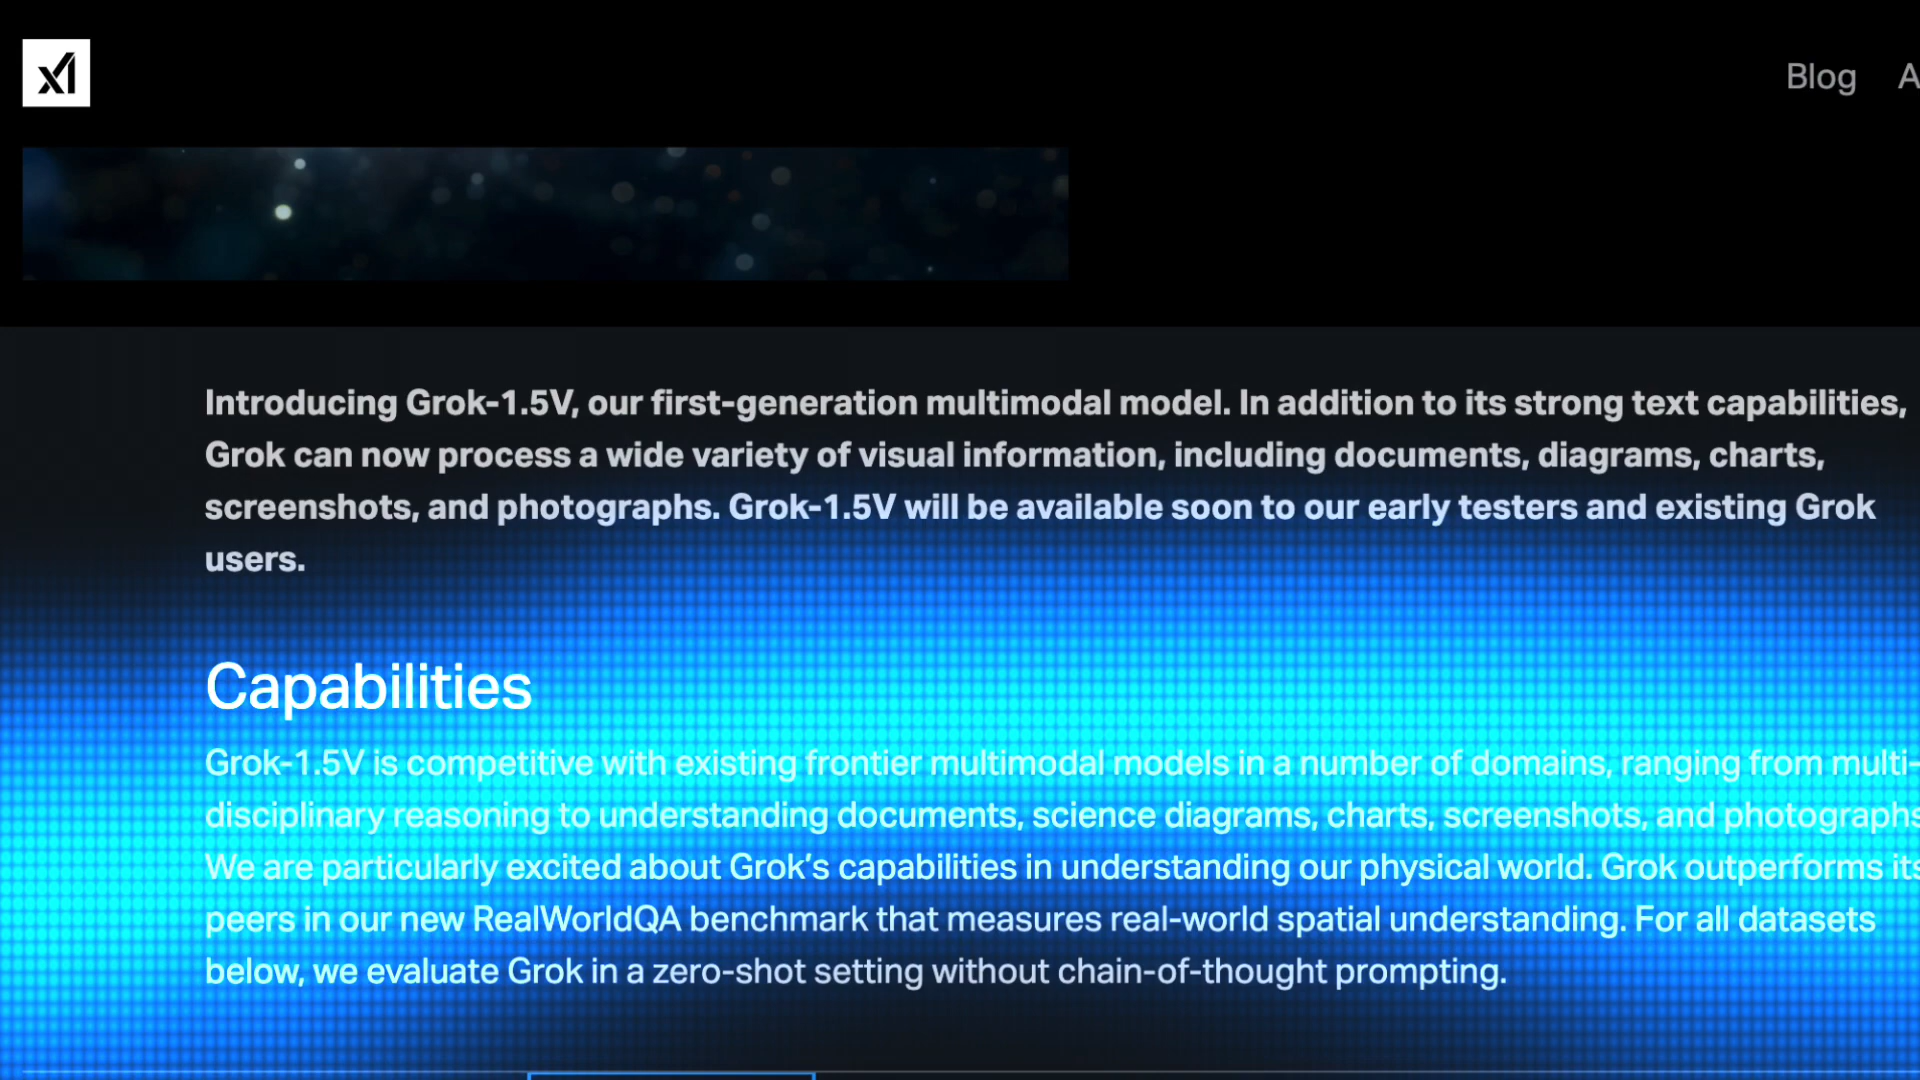 xI
Blog A
Introducing Grok-1.5V, our first-generation multimodal model. In addition to its strong text capabilities,
Grok can now process a wide variety of visual information, including documents, diagrams, charts,
screenshots, and photographs. Grok-1.5V will be available soon to our early testers and existing Grok
users.
Capabilities
Grok-1.5V is competitive with existing frontier multimodal models in a number of domains, ranging from multi-
disciplinary reasoning to understanding documents, science diagrams, charts, screenshots, and photographs
We are particularly excited about Grok’s capabilities in understanding our physical world. Grok outperforms its
peers in our new RealWorldQA benchmark that measures real-world spatial understanding. For all datasets
below, we evaluate Grok in a zero-shot setting without chain-of-thought prompting.